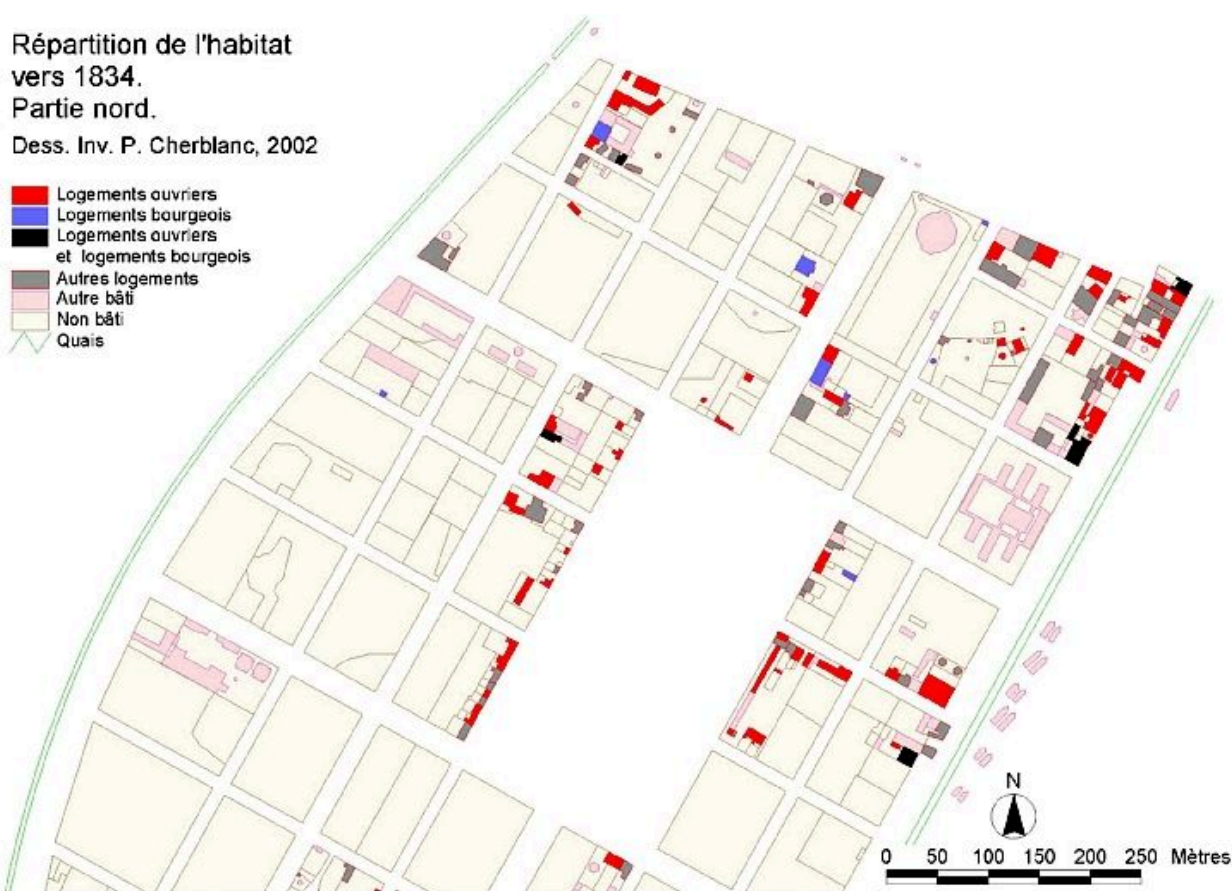 Répartition de l'habitat
vers 1834.
Partie nord.
Dess. Inv. P. Cherblanc, 2002
Logements ouvriers
Logements bourgeois
Logements ouvriers
et logements bourgeois
Autres logements
Autre bâti
Non bâti
Quais
N
0 50 100 150 200 250 Mètres